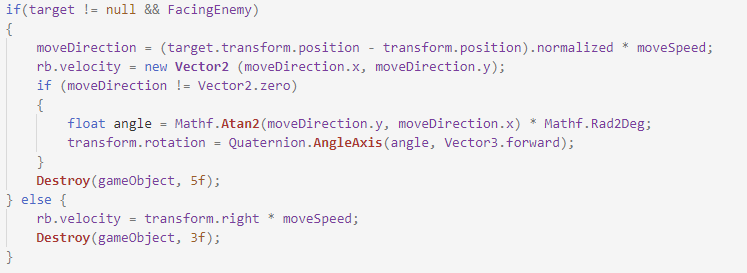 if(target != null && FacingEnemy)
{
    moveDirection = (target.transform.position - transform.position).normalized * moveSpeed;
    rb.velocity = new Vector2 (moveDirection.x, moveDirection.y);
    if (moveDirection != Vector2.zero)
    {
        float angle = Mathf.Atan2(moveDirection.y, moveDirection.x) * Mathf.Rad2Deg;
        transform.rotation = Quaternion.AngleAxis(angle, Vector3.forward);
    }
    Destroy(gameObject, 5f);
} else {
    rb.velocity = transform.right * moveSpeed;
    Destroy(gameObject, 3f);
}